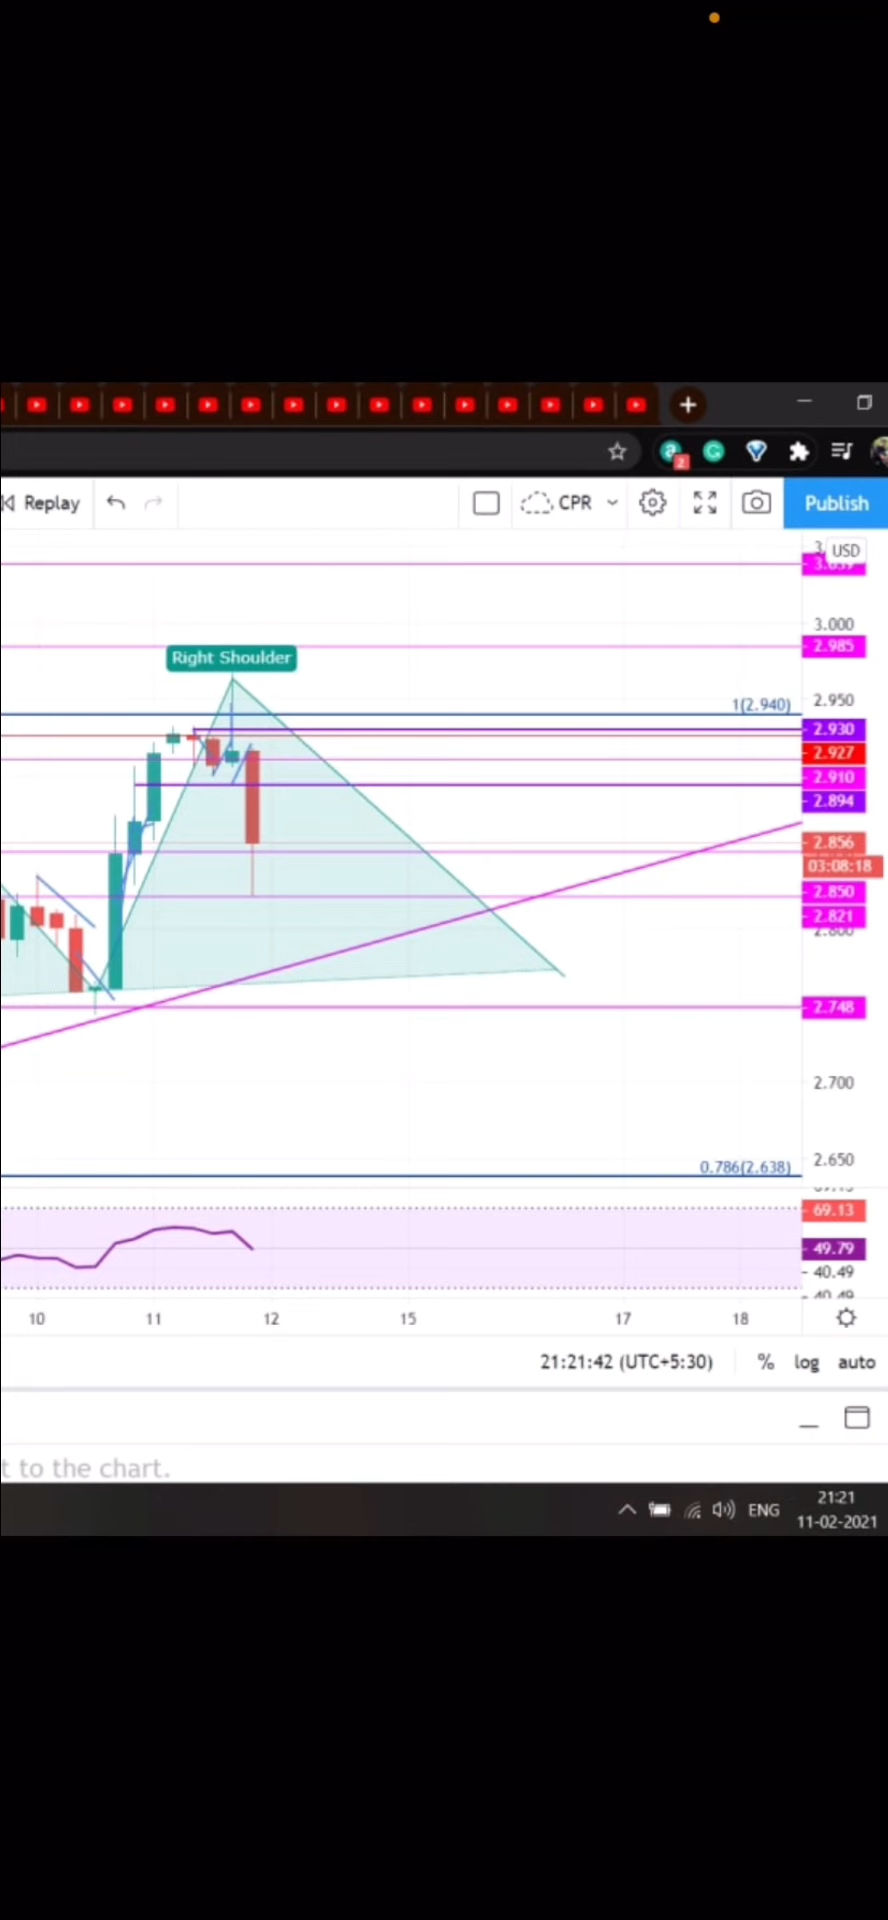 Replay
CPR
Publish
USD
3.000
Right Shoulder
2.985
1(2.940)
2.950
2.930
2.927
2.910
2.894
2.856
03:08:18
2.850
2.821
2.800
2.748
2.700
0.786(2.638)
2.650
69.13
49.79
40.49
10 11 12 15 17 18
21:21:42 (UTC+5:30) % log auto
t to the chart.
21:21
ENG
11-02-2021
2